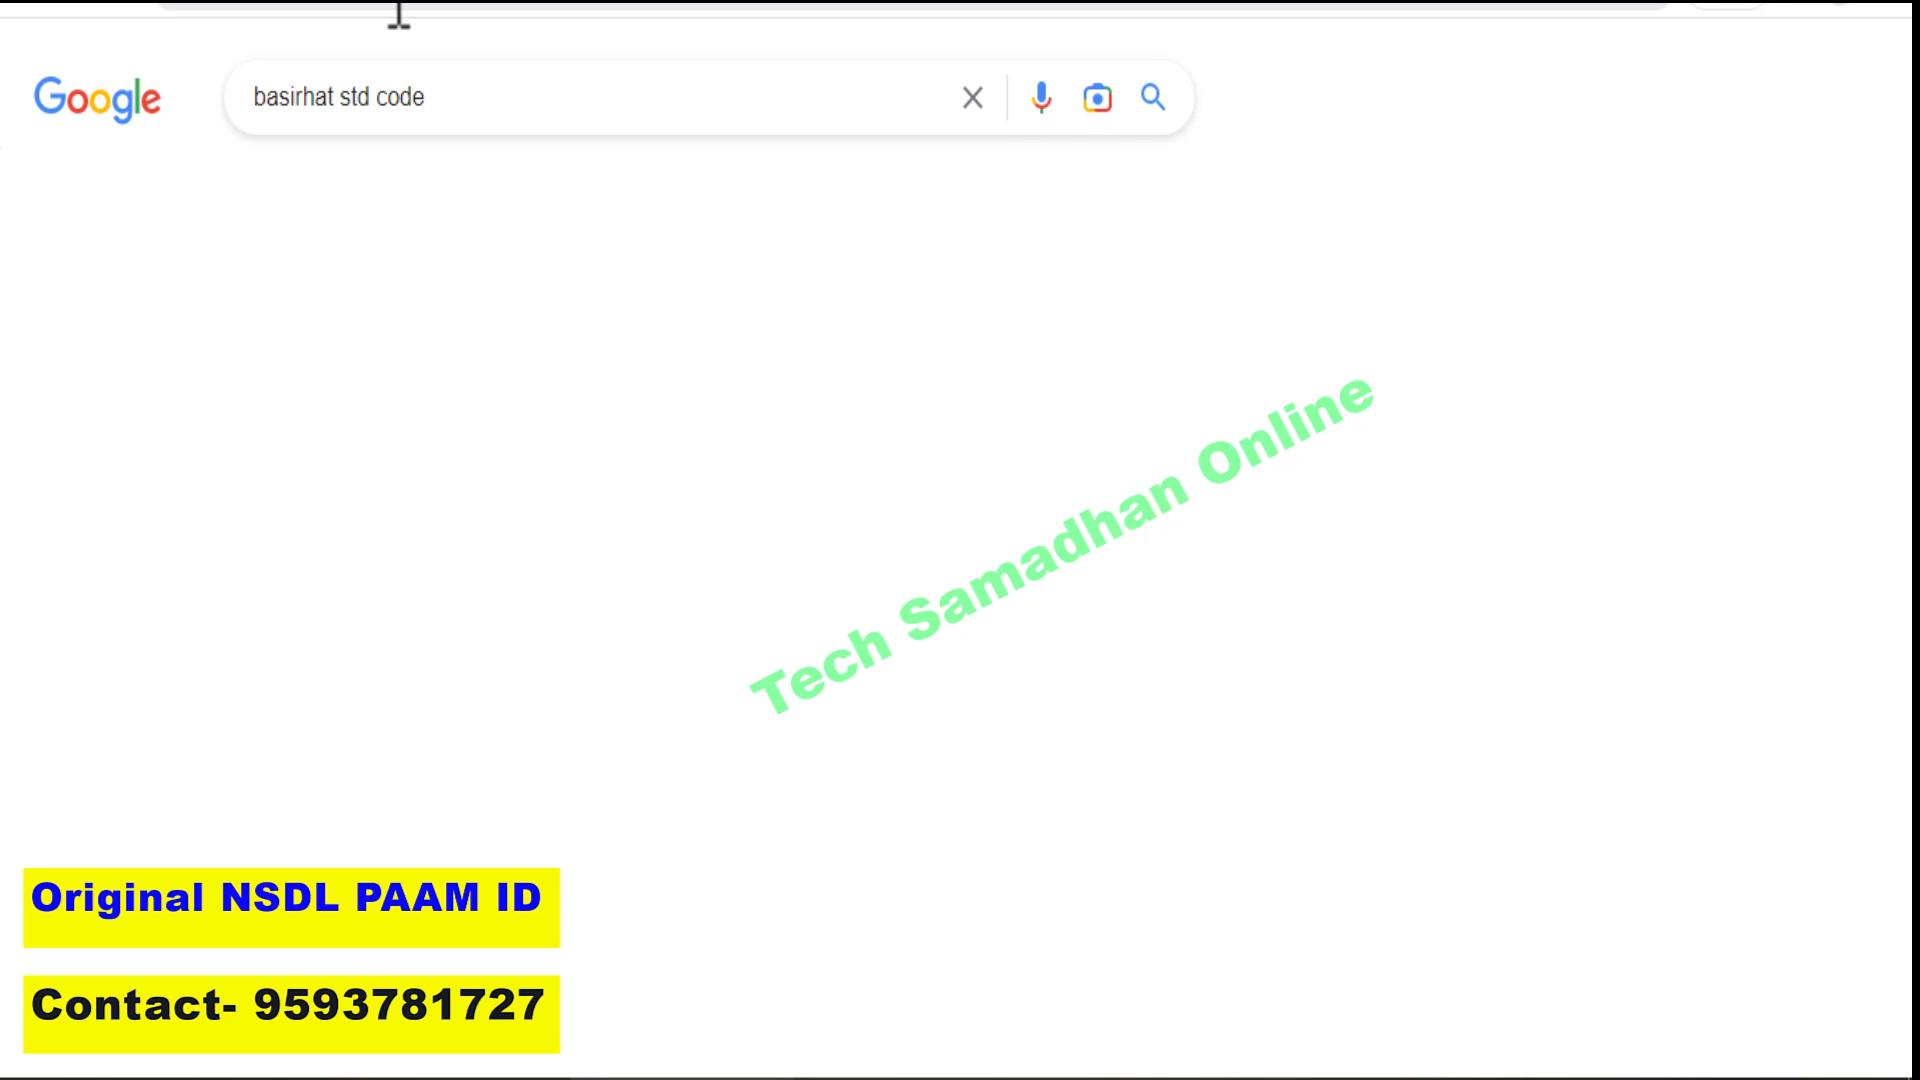 Google
basirhat std code
Tech Samadhan Online
Original NSDL PAAM ID
Contact- 9593781727